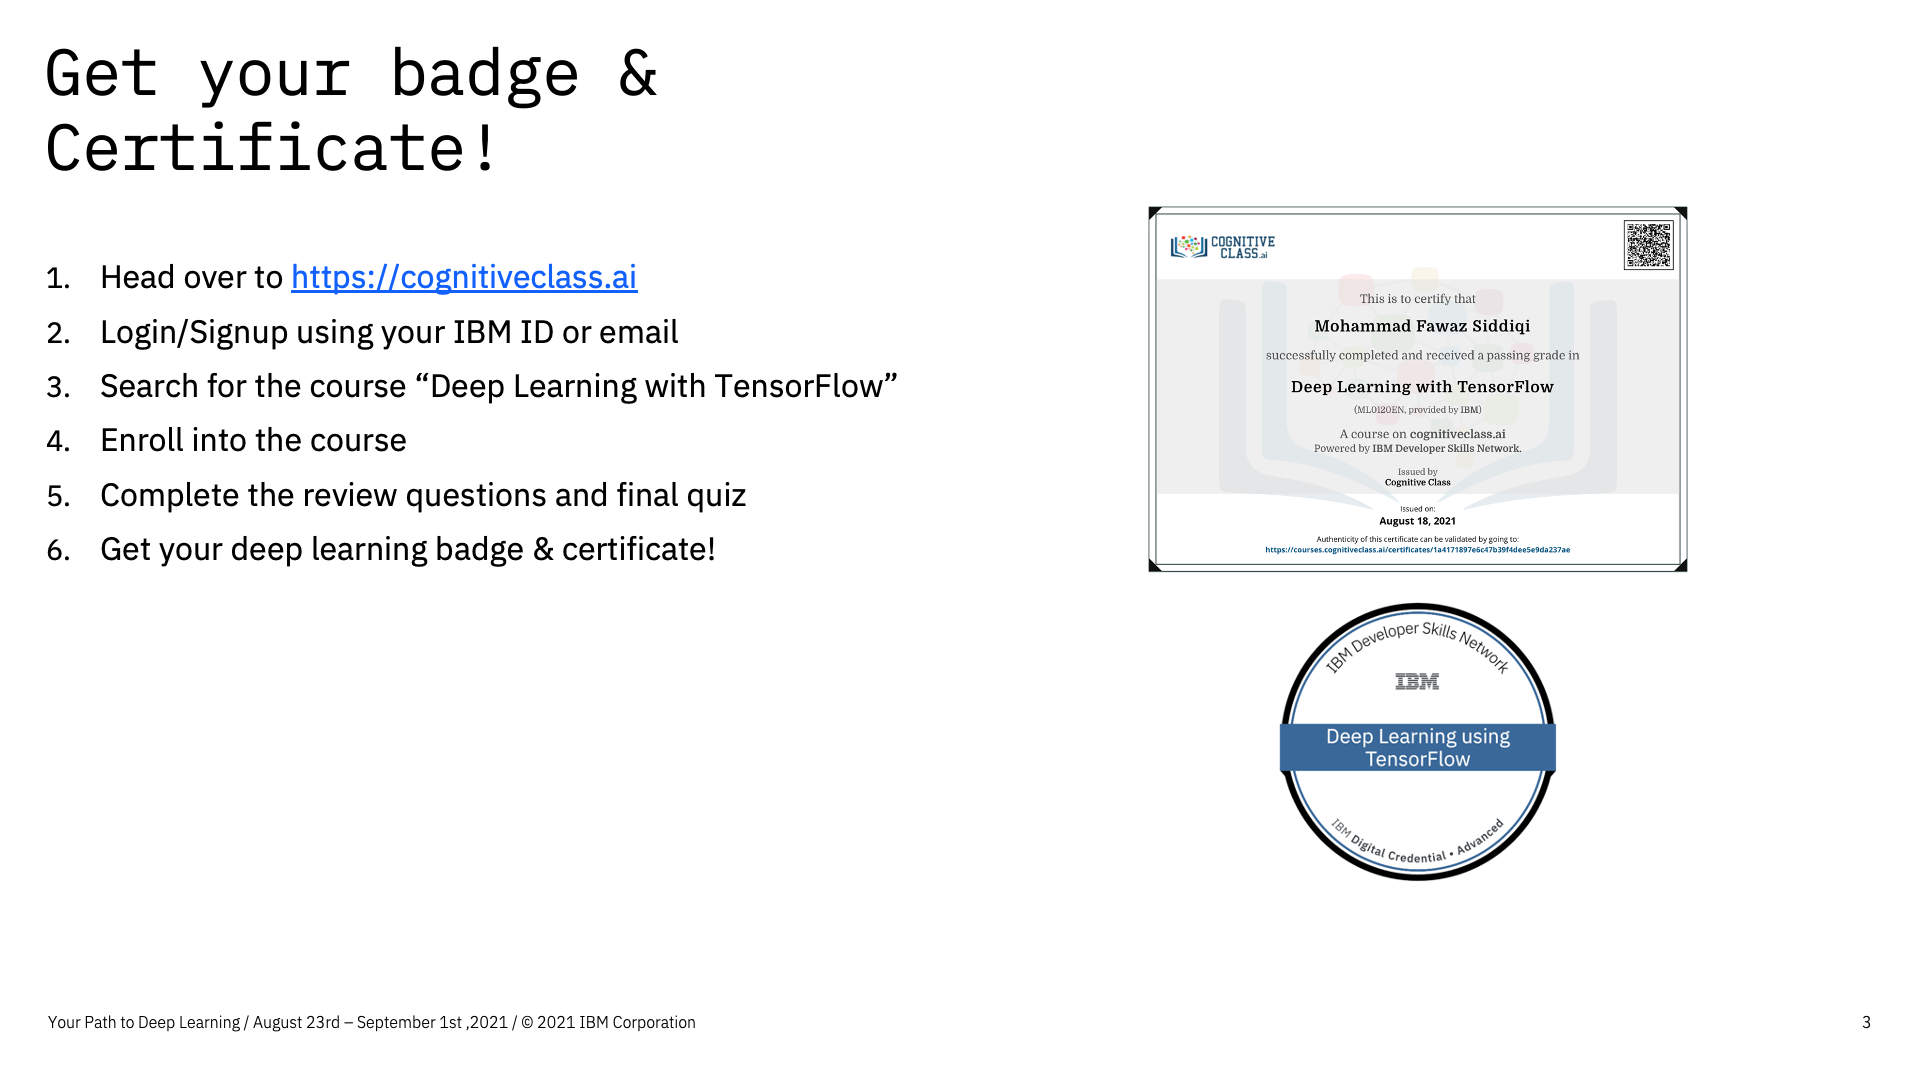 Get your badge &
Certificate!
1. Head over to https://cognitiveclass.ai
2. Login/Signup using your IBM ID or email
3. Search for the course “Deep Learning with TensorFlow”
4. Enroll into the course
5. Complete the review questions and final quiz
6. Get your deep learning badge & certificate!
COGNITIVE
CLASS.ai
This is to certify that
Mohammad Fawaz Siddiqi
successfully completed and received a passing grade in
Deep Learning with TensorFlow
(ML0120EN, provided by IBM)
A course on cognitiveclass.ai
Powered by IBM Developer Skills Network.
Issued by
Cognitive Class
Issued on:
August 18, 2021
Authenticity of this certificate can be validated by going to:
https://courses.cognitiveclass.ai/certificates/1a4171897e6c47b39f4dee5e9da237ae
IBM Developer Skills Network
IBM
Deep Learning using
TensorFlow
IBM Digital Credential • Advanced
Your Path to Deep Learning / August 23rd – September 1st ,2021 / © 2021 IBM Corporation
3